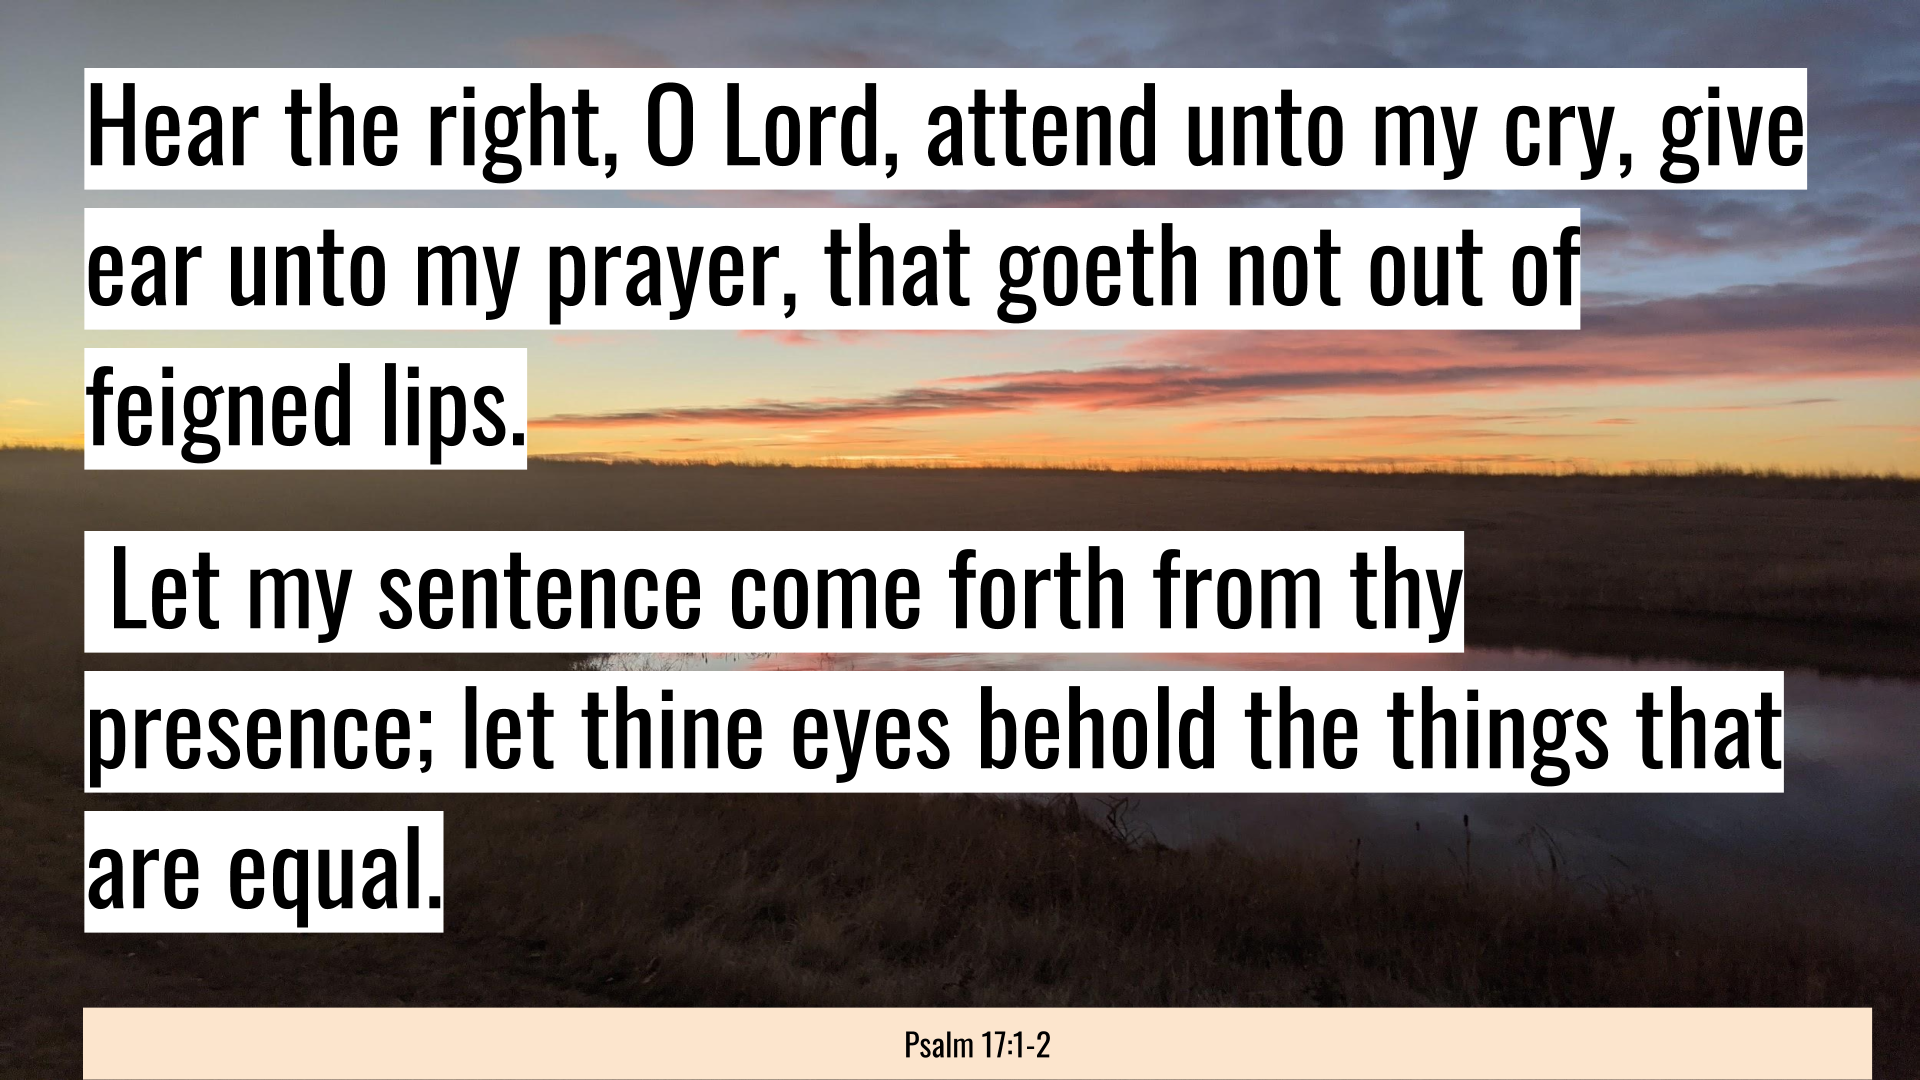 Hear the right, O Lord, attend unto my cry, give
ear unto my prayer, that goeth not out of
feigned lips.
Let my sentence come forth from thy
presence; let thine eyes behold the things that
are equal.
Psalm 17:1-2